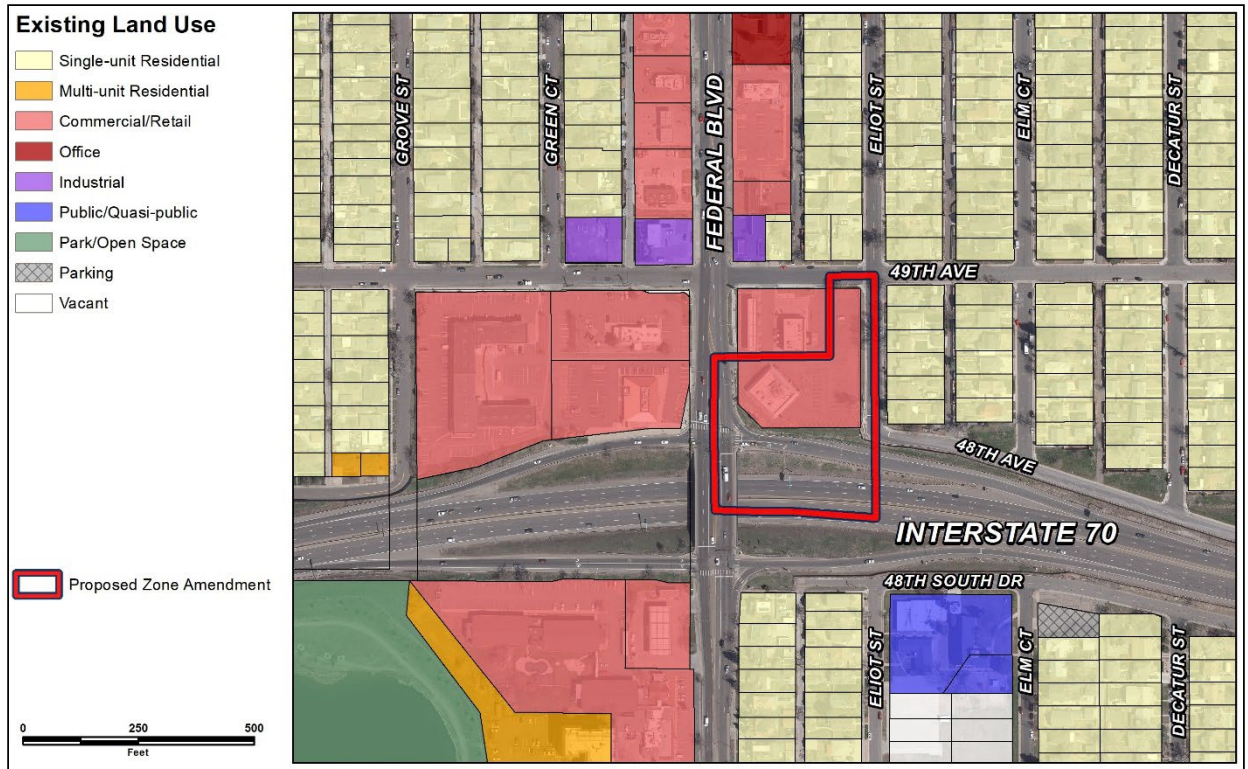 Existing Land Use
Single-unit Residential
Multi-unit Residential
Commercial/Retail
Office
Industrial
Public/Quasi-public
Park/Open Space
Parking
Vacant
Proposed Zone Amendment
0 250 500
Feet
GROVE ST
GREEN CT
FEDERAL BLVD
ELIOT ST
ELM CT
DECATUR ST
49TH AVE
48TH AVE
INTERSTATE 70
48TH SOUTH DR
ELIOT ST
ELM CT
DECATUR ST